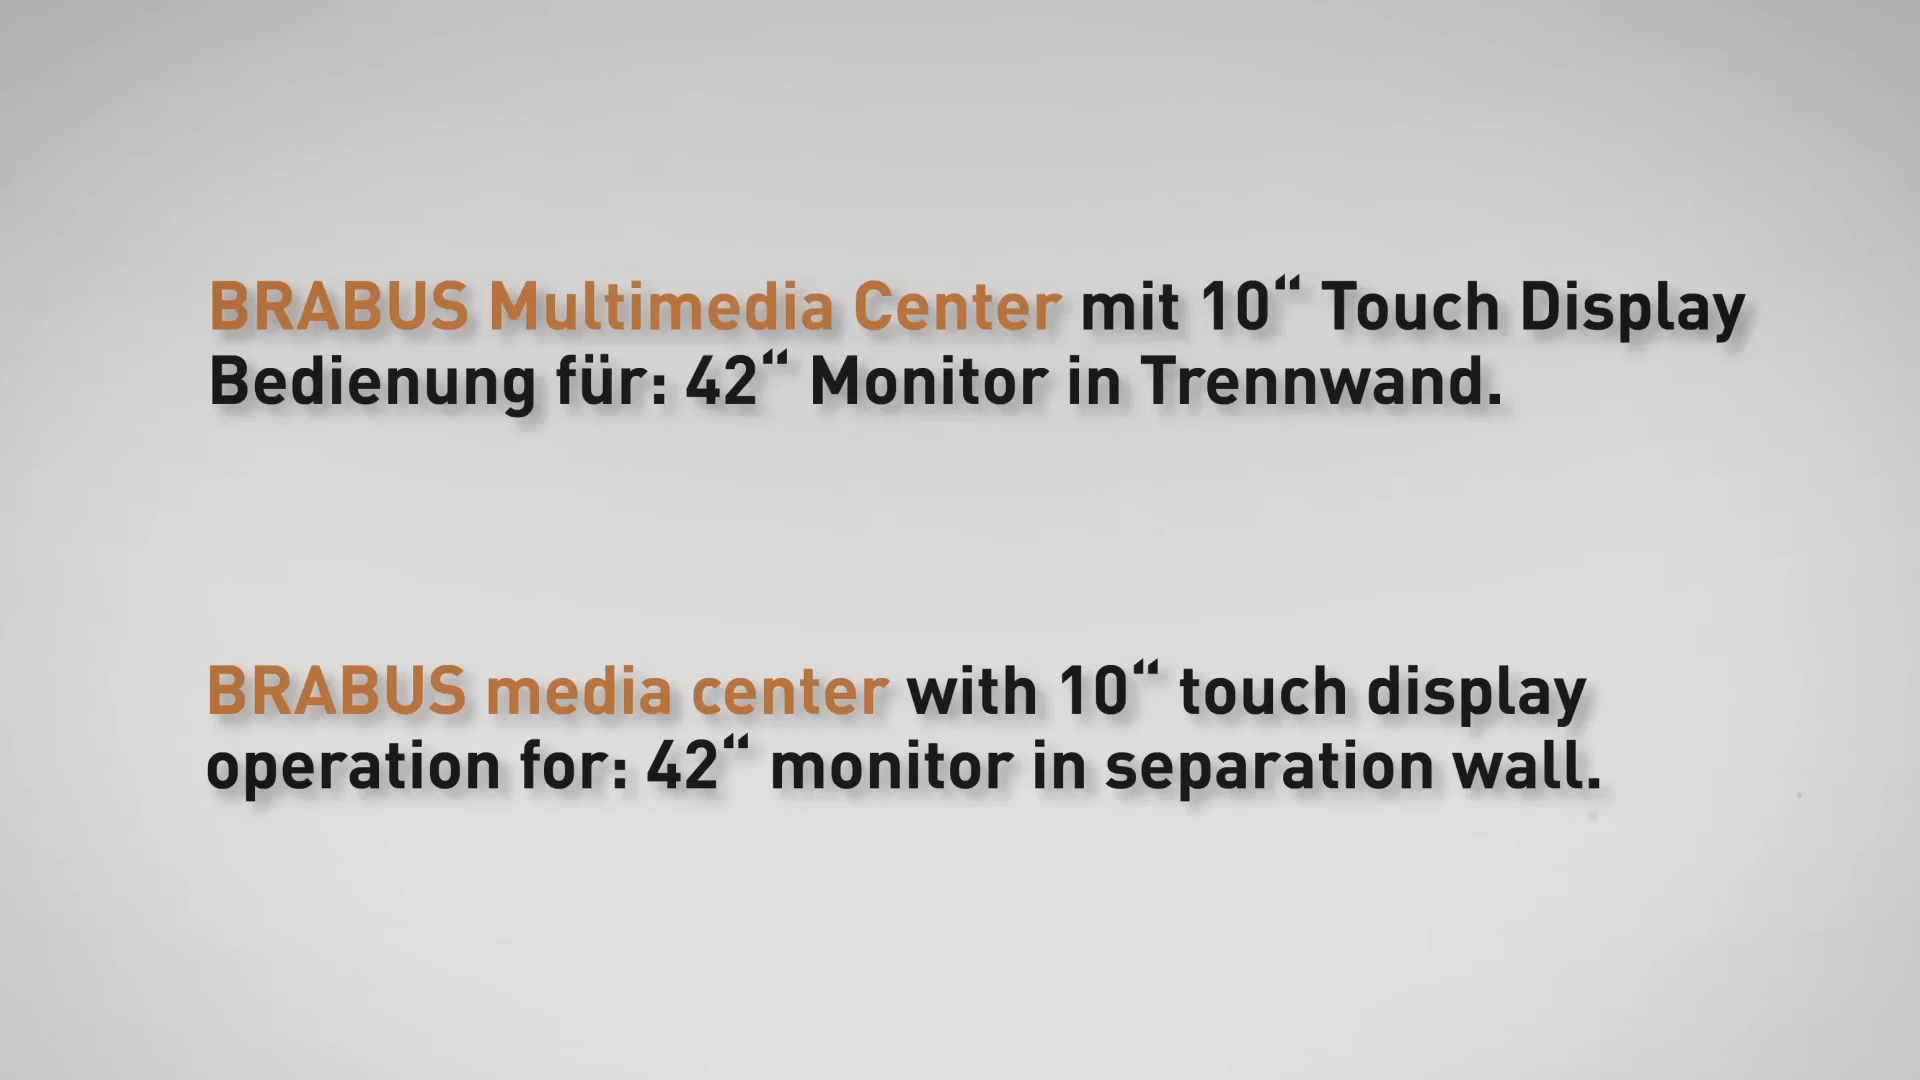 BRABUS Multimedia Center mit 10“ Touch Display
Bedienung für: 42“ Monitor in Trennwand.
BRABUS media center with 10“ touch display
operation for: 42“ monitor in separation wall.